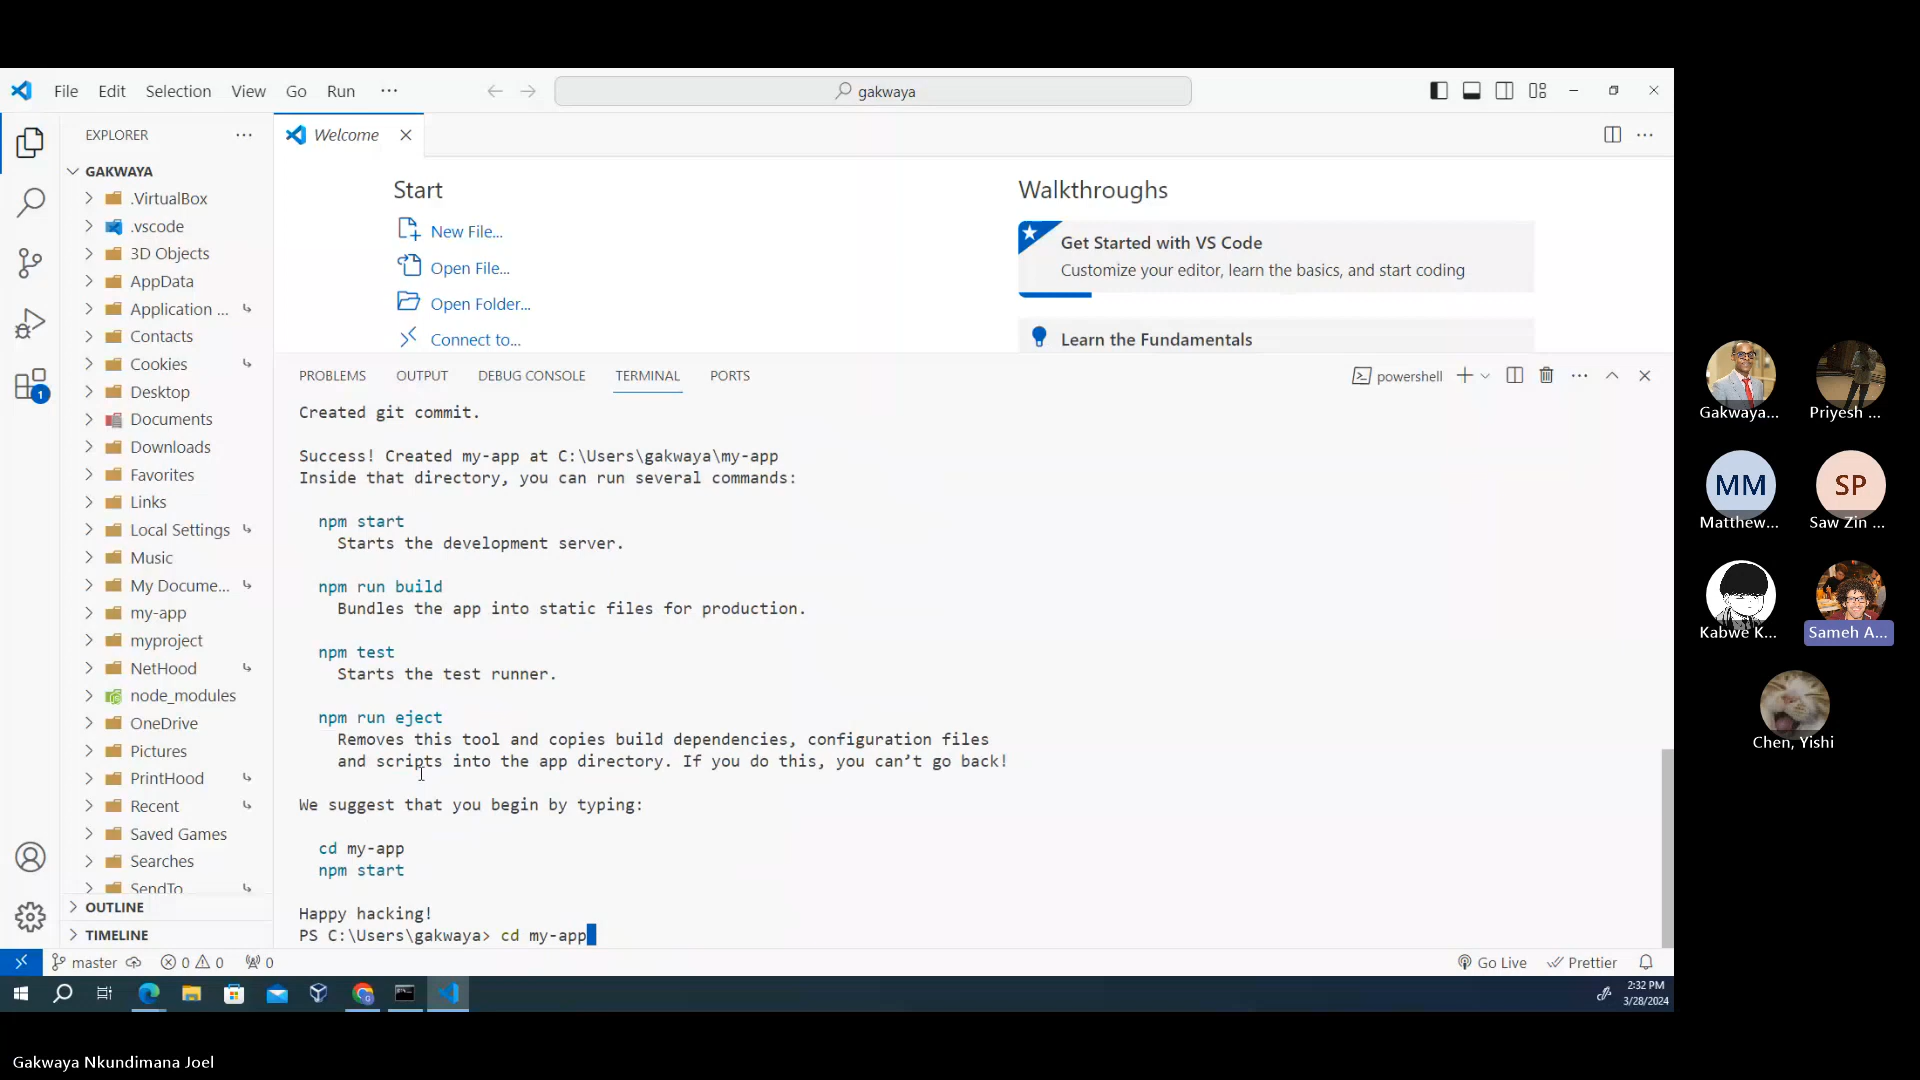 File Edit Selection View Go Run ···
gakwaya
EXPLORER
Welcome
GAKWAYA
.VirtualBox
.vscode
3D Objects
AppData
Application ...
Contacts
Cookies
Desktop
Documents
Downloads
Favorites
Links
Local Settings
Music
My Docume...
my-app
myproject
NetHood
node_modules
OneDrive
Pictures
PrintHood
Recent
Saved Games
Searches
SendTo
OUTLINE
TIMELINE
Start
New File...
Open File...
Open Folder...
Connect to...
Walkthroughs
Get Started with VS Code
Customize your editor, learn the basics, and start coding
Learn the Fundamentals
PROBLEMS OUTPUT DEBUG CONSOLE TERMINAL PORTS
powershell
Created git commit.
Success! Created my-app at C:\Users\gakwaya\my-app
Inside that directory, you can run several commands:
npm start
Starts the development server.
npm run build
Bundles the app into static files for production.
npm test
Starts the test runner.
npm run eject
Removes this tool and copies build dependencies, configuration files
and scripts into the app directory. If you do this, you can’t go back!
We suggest that you begin by typing:
cd my-app
npm start
Happy hacking!
PS C:\Users\gakwaya> cd my-app
1
master 0 0 0
Go Live Prettier
2:32 PM
3/28/2024
Gakwaya...
Priyesh ...
MM
Matthew...
SP
Saw Zin ...
Kabwe K...
Sameh A...
Chen, Yishi
Gakwaya Nkundimana Joel